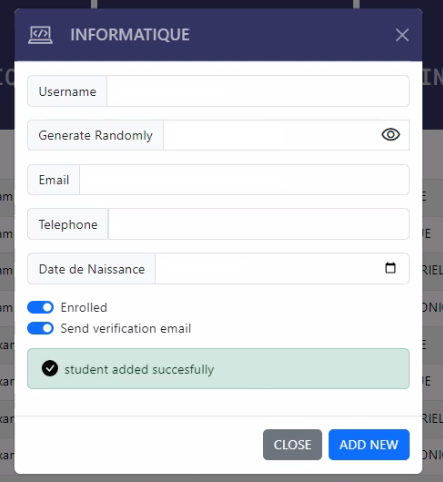 INFORMATIQUE
Username
Generate Randomly
Email
Telephone
Date de Naissance
Enrolled
Send verification email
student added succesfully
CLOSE
ADD NEW